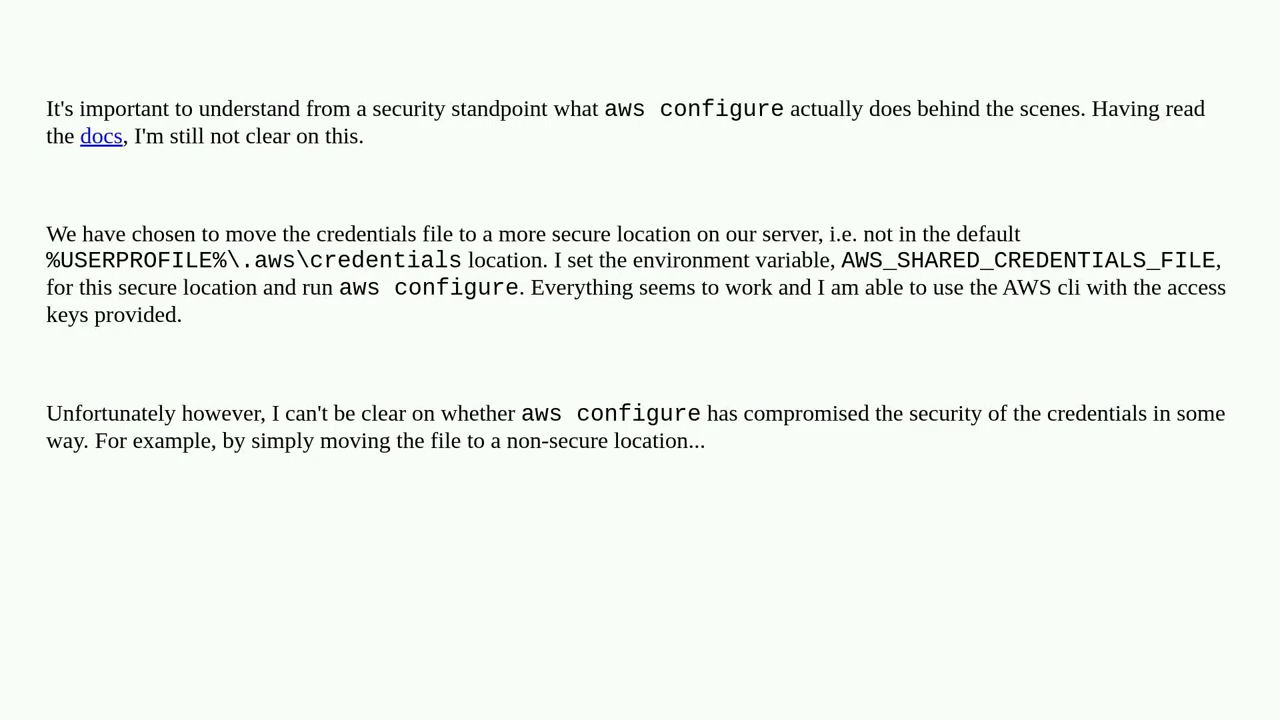 It's important to understand from a security standpoint what aws configure actually does behind the scenes. Having read
the docs, I'm still not clear on this.
We have chosen to move the credentials file to a more secure location on our server, i.e. not in the default
%USERPROFILE%\.aws\credentials location. I set the environment variable, AWS_SHARED_CREDENTIALS_FILE,
for this secure location and run aws configure. Everything seems to work and I am able to use the AWS cli with the access
keys provided.
Unfortunately however, I can't be clear on whether aws configure has compromised the security of the credentials in some
way. For example, by simply moving the file to a non-secure location...